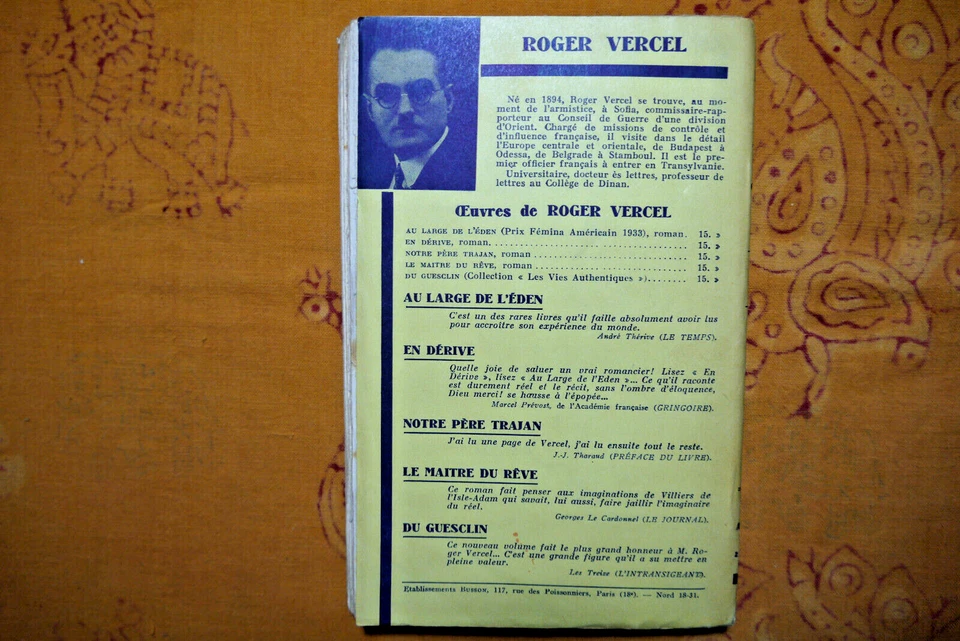 ROGER VERCEL
Né en 1894, Roger Vercel se trouve, au mo-
ment de l'armistice, à Sofia, commissaire-rap-
porteur au Conseil de Guerre d'une division
d'Orient. Chargé de missions de contrôle et
d'influence française, il visite dans le détail
l'Europe centrale et orientale, de Budapest à
Odessa, de Belgrade à Stamboul. Il est le pre-
mier officier français à entrer en Transylvanie.
Universitaire, docteur ès lettres, professeur de
lettres au Collège de Dinan.
Œuvres de ROGER VERCEL
AU LARGE DE L'ÉDEN (Prix Fémina Américain 1933), roman. 15. »
EN DÉRIVE, roman. . . . . . . . . . . . . . . . . . . . . . . . . . . . . . . . . . 15. »
NOTRE PÈRE TRAJAN, roman . . . . . . . . . . . . . . . . . . . . . . . . . . . 15. »
LE MAITRE DU RÊVE, roman . . . . . . . . . . . . . . . . . . . . . . . . . . . 15. »
DU GUESCLIN (Collection « Les Vies Authentiques »). . . . . . . . 15. »
AU LARGE DE L'ÉDEN
C'est un des rares livres qu'il faille absolument avoir lus
pour accroître son expérience du monde.
André Thérive (LE TEMPS).
EN DÉRIVE
Quelle joie de saluer un vrai romancier! Lisez « En
Dérive », lisez « Au Large de l'Eden »... Ce qu'il raconte
est durement réel et le récit, sans l'ombre d'éloquence,
Dieu merci! se hausse à l'épopée...
Marcel Prévost, de l'Académie française (GRINGOIRE).
NOTRE PÈRE TRAJAN
J'ai lu une page de Vercel, j'ai lu ensuite tout le reste.
J.-J. Tharaud (PRÉFACE DU LIVRE).
LE MAITRE DU RÊVE
Ce roman fait penser aux imaginations de Villiers de
l'Isle-Adam qui savait, lui aussi, faire jaillir l'imaginaire
du réel.
Georges Le Cardonnel (LE JOURNAL).
DU GUESCLIN
Ce nouveau volume fait le plus grand honneur à M. Ro-
ger Vercel... C'est une grande figure qu'il a su mettre en
pleine valeur.
Les Treize (L'INTRANSIGEANT).
Etablissements BUSSON, 117, rue des Poissonniers, Paris (18e). — Nord 18-31.